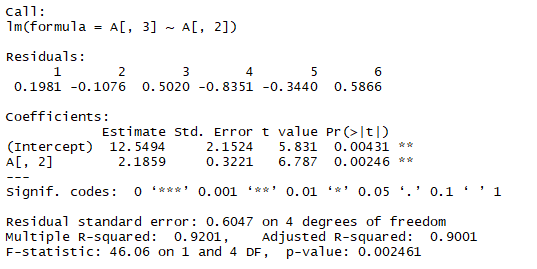 Call:
lm(formula = A[, 3] ~ A[, 2])
Residuals:
1 2 3 4 5 6
0.1981 -0.1076 0.5020 -0.8351 -0.3440 0.5866
Coefficients:
Estimate Std. Error t value Pr(>|t|)
(Intercept) 12.5494 2.1524 5.831 0.00431 **
A[, 2] 2.1859 0.3221 6.787 0.00246 **
---
Signif. codes: 0 ‘***’ 0.001 ‘**’ 0.01 ‘*’ 0.05 ‘.’ 0.1 ‘ ’ 1
Residual standard error: 0.6047 on 4 degrees of freedom
Multiple R-squared: 0.9201, Adjusted R-squared: 0.9001
F-statistic: 46.06 on 1 and 4 DF, p-value: 0.002461